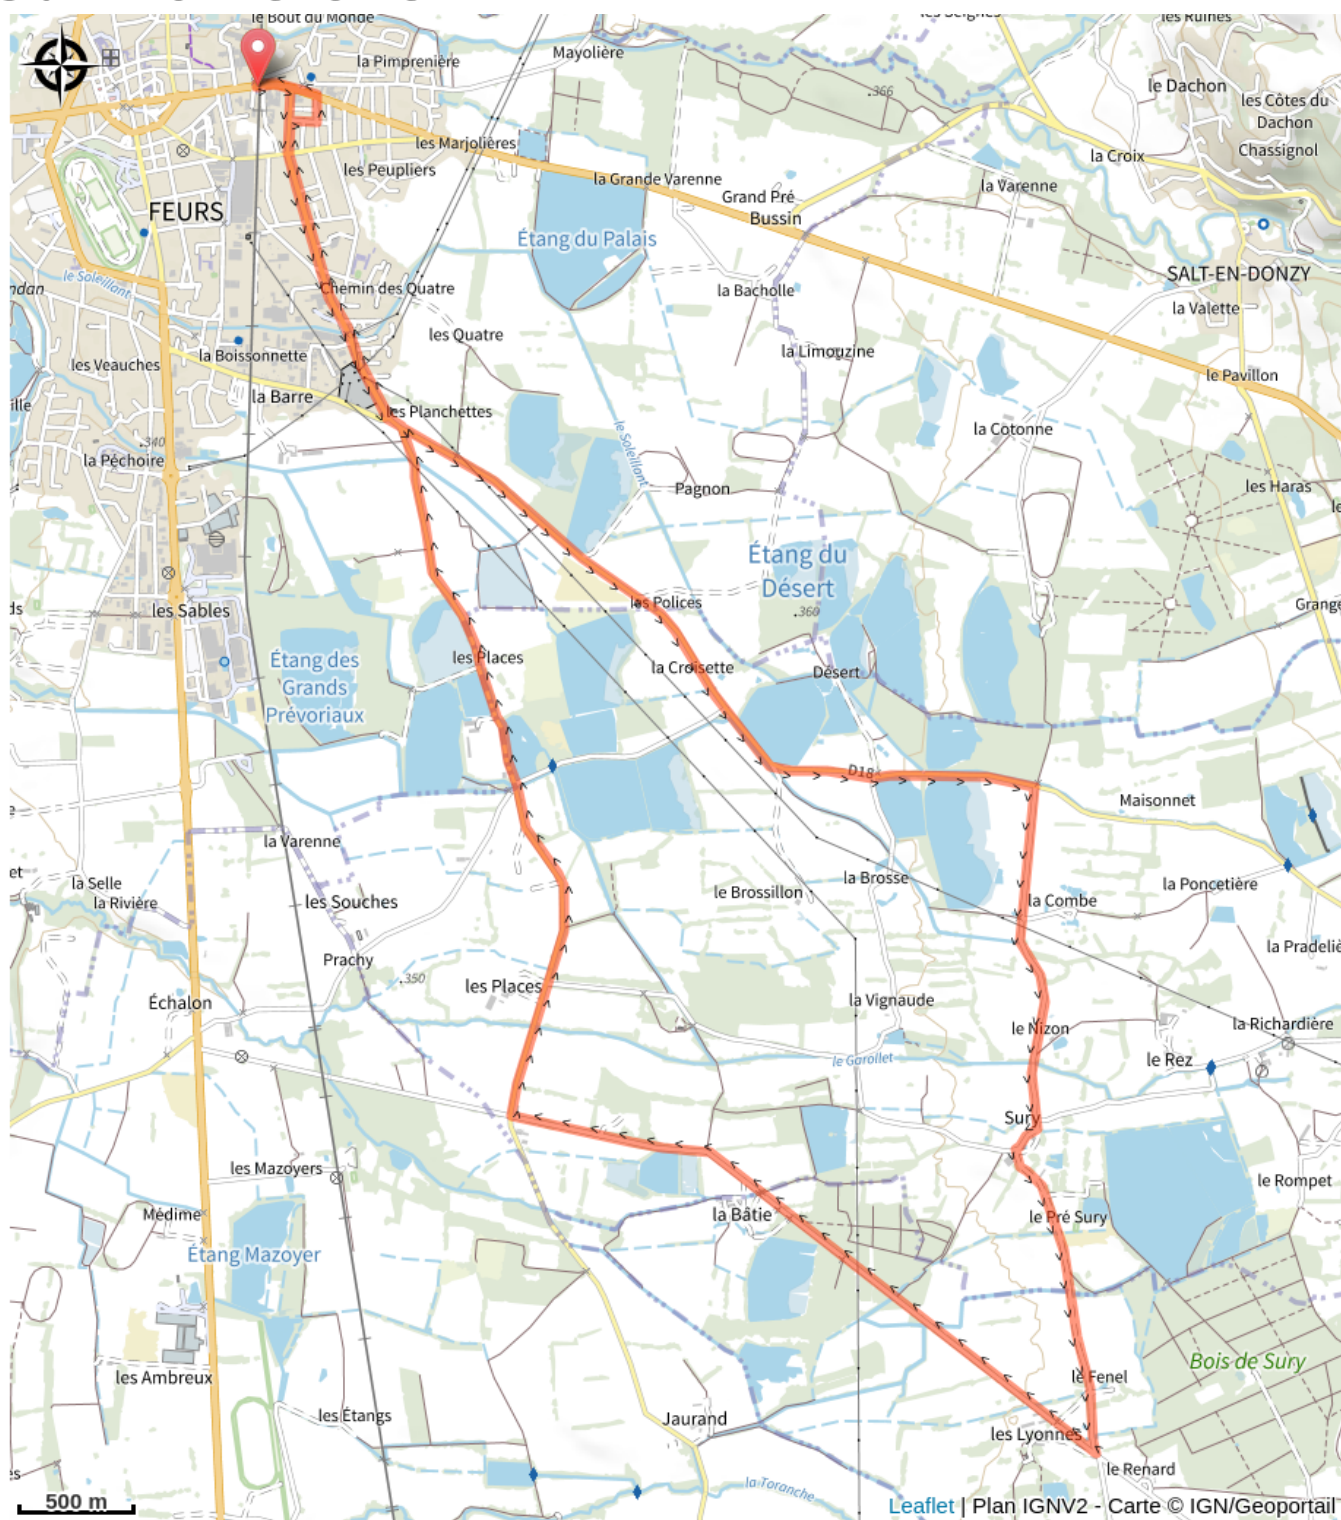 le Bout du Monde
les Ruines
Mayolière
la Pimprenière
.366
le Dachon
les Côtes du
Dachon
Chassignol
les Marjolières
la Croix
les Peupliers
la Grande Varenne
la Varenne
Grand Pré
Bussin
FEURS
Étang du Palais
le Soleillant
SALT-EN-DONZY
Chemin des Quatre
la Bacholle
la Valette
les Quatre
la Boissonnette
la Limouzine
les Veauches
le Pavillon
la Barre
les Planchettes
la Cotonne
.340
le Soleillant
la Péchoire
Pagnon
les Haras
Étang du
Désert
les Sables
les Polices
.360
Grange
les Places
la Croisette
Désert
Étang des
Grands
Prévoriaux
D18
Maisonnet
la Varenne
la Selle
la Rivière
les Souches
le Brossillon
la Brosse
la Combe
la Poncetière
la Pradeliè
Prachy
.350
les Places
Échalon
la Vignaude
le Nizon
la Richardière
le Garollet
le Rez
Sury
les Mazoyers
le Rompet
Médime
la Bâtie
le Pré Sury
Étang Mazoyer
Bois de Sury
les Ambreux
le Fenel
les Étangs
Jaurand
les Lyonnes
le Renard
la Toranche
500 m
Leaflet | Plan IGNV2 - Carte © IGN/Geoportail